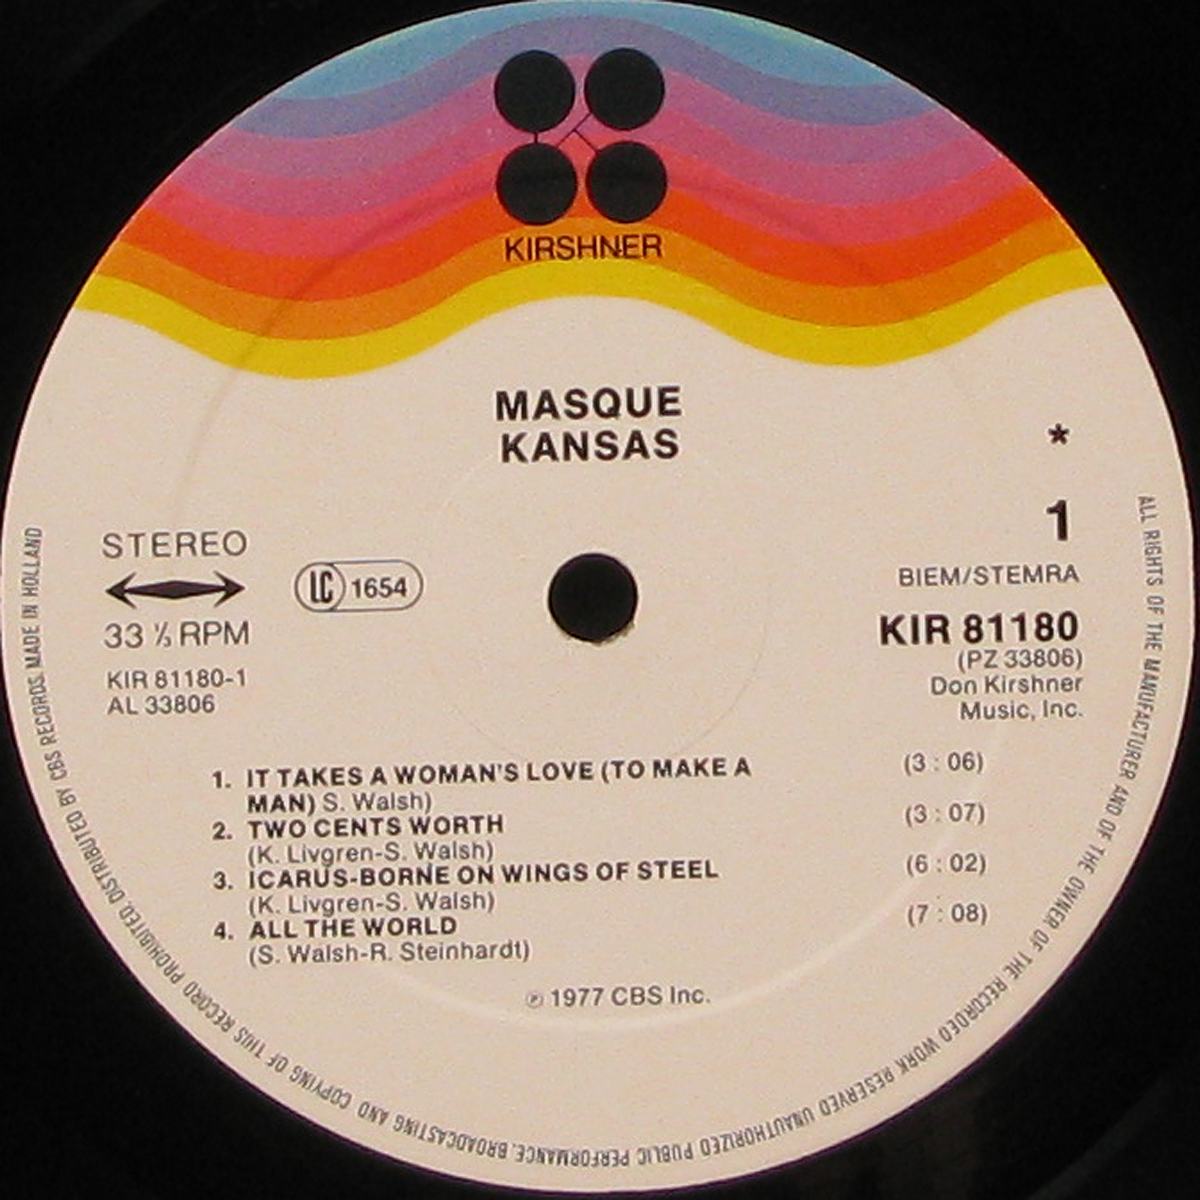 KIRSHNER
MASQUE
KANSAS
*
1
STEREO
LC 1654
33 ⅓ RPM
KIR 81180-1
AL 33806
BIEM/STEMRA
KIR 81180
(PZ 33806)
Don Kirshner
Music, Inc.
1. IT TAKES A WOMAN'S LOVE (TO MAKE A (3 : 06)
MAN) S. Walsh)
2. TWO CENTS WORTH (3 : 07)
(K. Livgren-S. Walsh)
3. ICARUS-BORNE ON WINGS OF STEEL (6 : 02)
(K. Livgren-S. Walsh)
4. ALL THE WORLD (7 : 08)
(S. Walsh-R. Steinhardt)
℗ 1977 CBS Inc.
ALL RIGHTS OF THE MANUFACTURER AND OF THE OWNER OF THE RECORDED WORK RESERVED UNAUTHORIZED PUBLIC PERFORMANCE, BROADCASTING AND COPYING OF THIS RECORD PROHIBITED. DISTRIBUTED BY CBS RECORDS. MADE IN HOLLAND